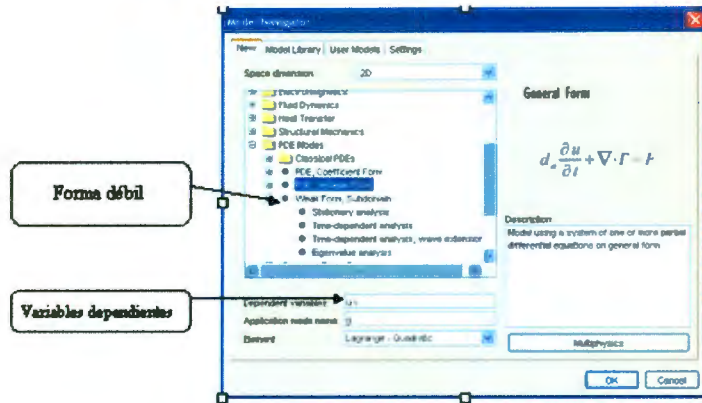 Model Navigator
New Model Library User Models Settings
Space dimension: 2D
Electromagnetics
Fluid Dynamics
Heat Transfer
Structural Mechanics
PDE Modes
Classical PDEs
PDE, Coefficient Form
Weak Form, Subdomain
Stationary analysis
Time-dependent analysis
Time-dependent analysis, wave extension
Eigenvalue analysis
Dependent variables:
Application mode name: g
Element: Lagrange - Quadratic
General Form
Description:
Model using a system of one or more partial
differential equations on general form.
Multiphysics
OK Cancel
Forma débil
Variables dependientes